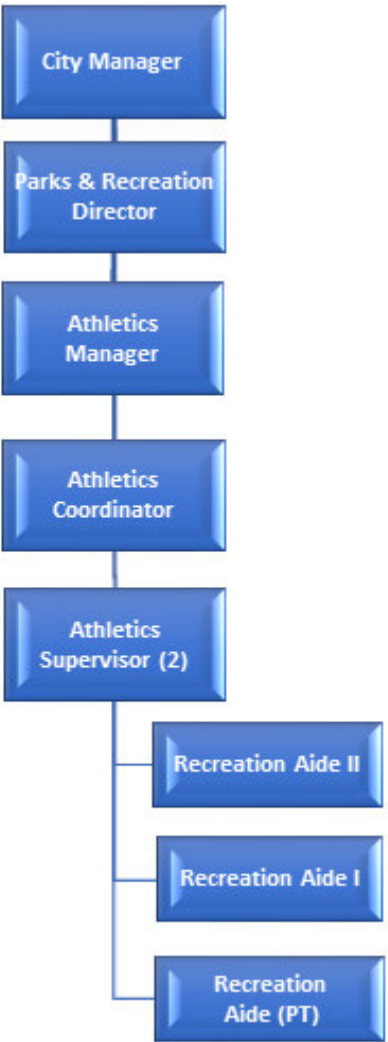 City Manager
Parks & Recreation
Director
Athletics
Manager
Athletics
Coordinator
Athletics
Supervisor (2)
Recreation Aide II
Recreation Aide I
Recreation
Aide (PT)